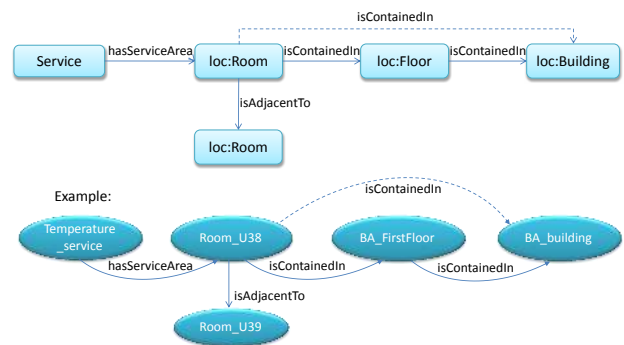 isContainedIn
Service
hasServiceArea
loc:Room
isContainedIn
loc:Floor
isContainedIn
loc:Building
isAdjacentTo
loc:Room
Example:
isContainedIn
Temperature
_service
Room_U38
BA_FirstFloor
BA_building
hasServiceArea
isContainedIn
isContainedIn
isAdjacentTo
Room_U39